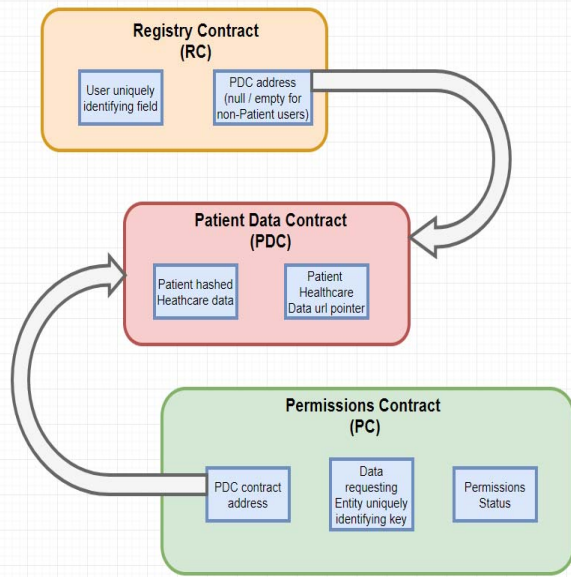 Registry Contract
(RC)
User uniquely
identifying field
PDC address
(null / empty for
non-Patient users)
Patient Data Contract
(PDC)
Patient hashed
Heathcare data
Patient
Healthcare
Data url pointer
Permissions Contract
(PC)
PDC contract
address
Data
requesting
Entity uniquely
identifying key
Permissions
Status